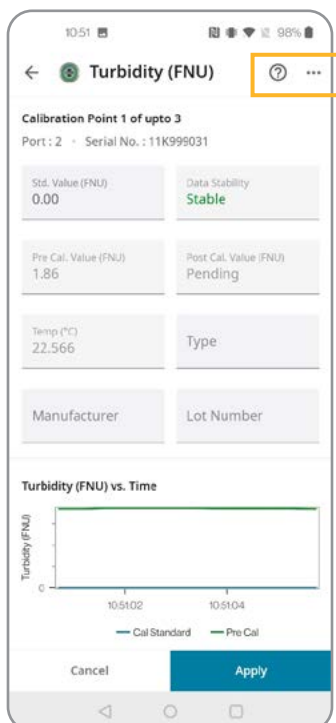 10:51 98%
Turbidity (FNU)
Calibration Point 1 of upto 3
Port : 2 · Serial No. : 11K999031
Std. Value (FNU) Data Stability
0.00 Stable
Pre Cal. Value (FNU) Post Cal. Value (FNU)
1.86 Pending
Temp (°C)
22.566 Type
Manufacturer Lot Number
Turbidity (FNU) vs. Time
Turbidity (FNU)
0
10:51:02 10:51:04
Cal Standard Pre Cal
Cancel Apply